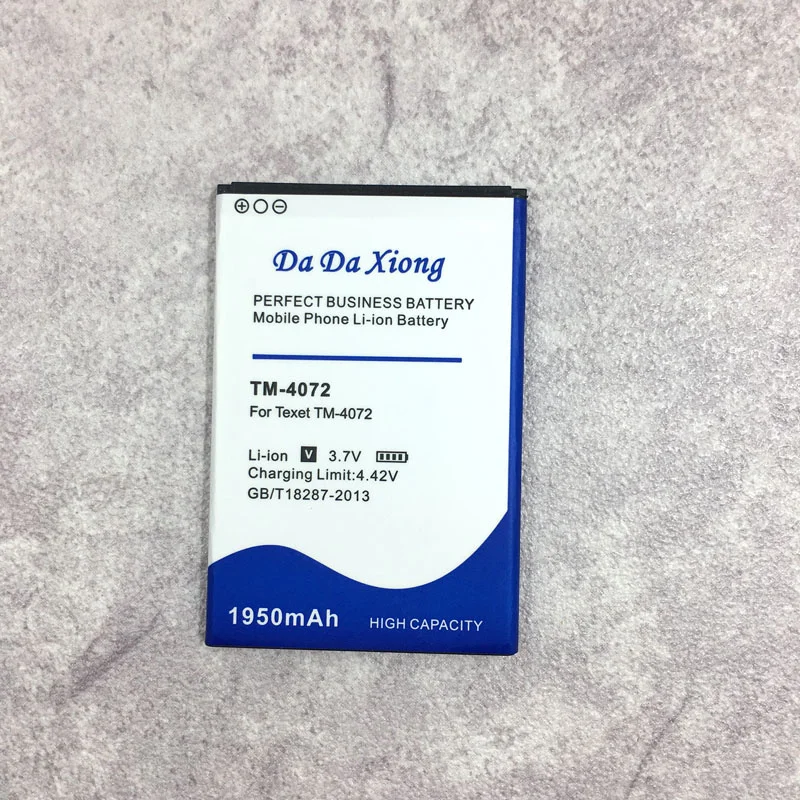 Da Da Xiong
PERFECT BUSINESS BATTERY
Mobile Phone Li-ion Battery
TM-4072
For Texet TM-4072
Li-ion V 3.7V
Charging Limit:4.42V
GB/T18287-2013
1950mAh HIGH CAPACITY